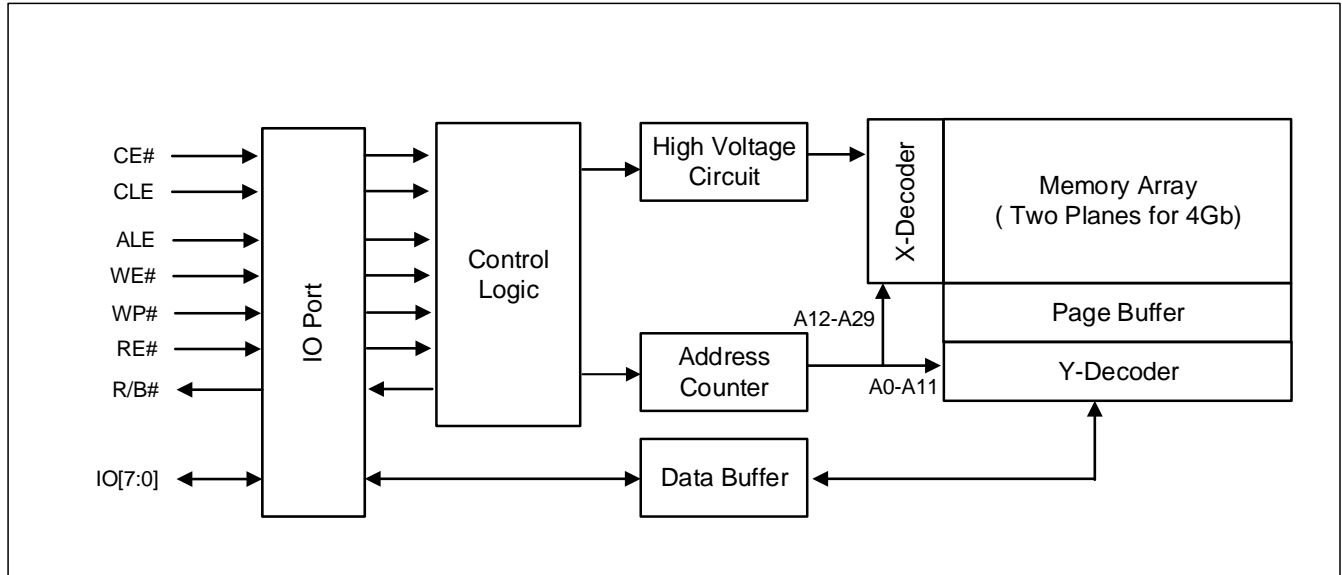 CE#
CLE
ALE
WE#
WP#
RE#
R/B#
IO[7:0]
IO Port
Control
Logic
High Voltage
Circuit
Address
Counter
Data Buffer
A12-A29
A0-A11
X-Decoder
Memory Array
( Two Planes for 4Gb)
Page Buffer
Y-Decoder